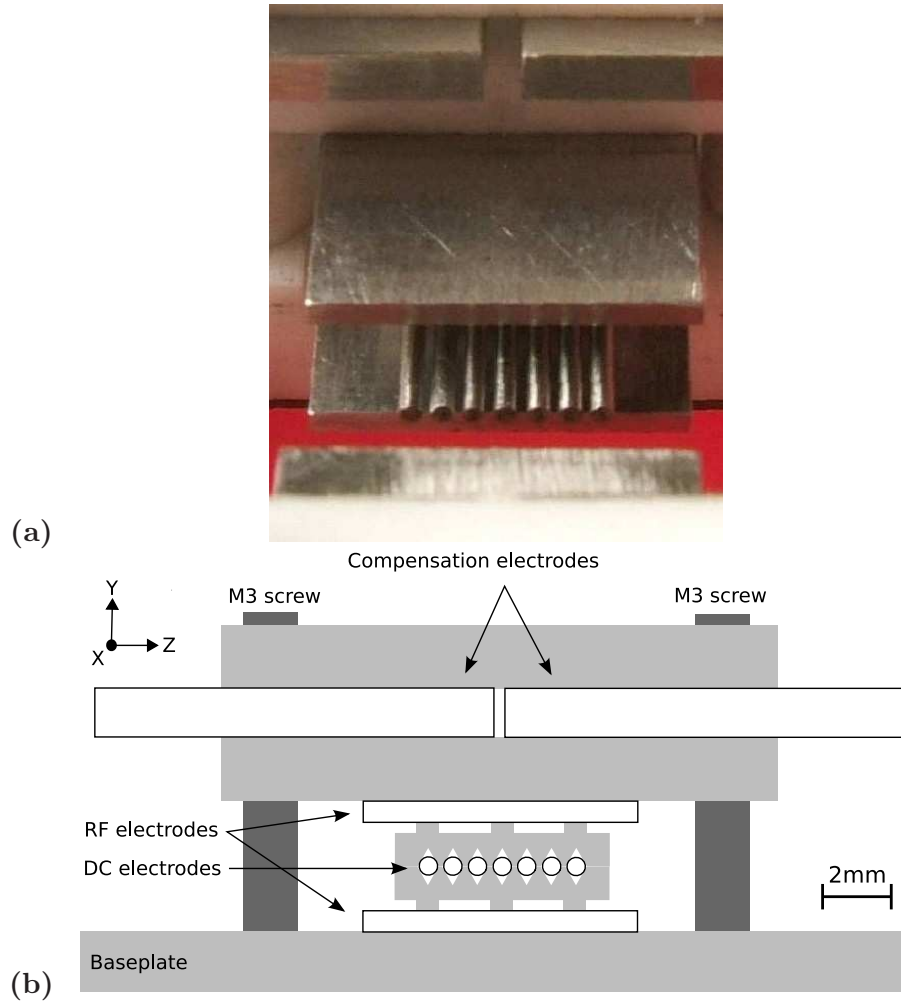 (a)
Compensation electrodes
Y
M3 screw
M3 screw
X
Z
RF electrodes
DC electrodes
2mm
Baseplate
(b)